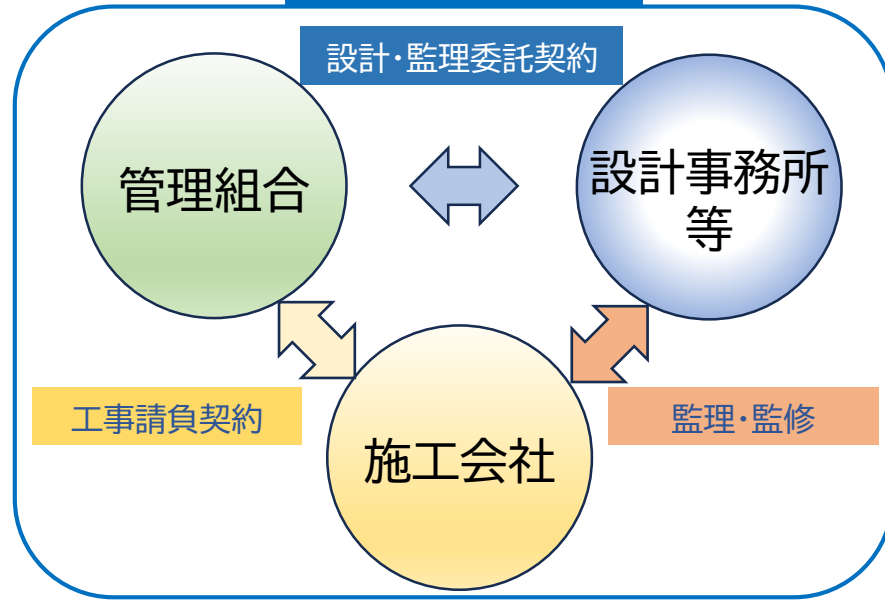 設計・監理委託契約
管理組合
設計事務所
等
工事請負契約
監理・監修
施工会社